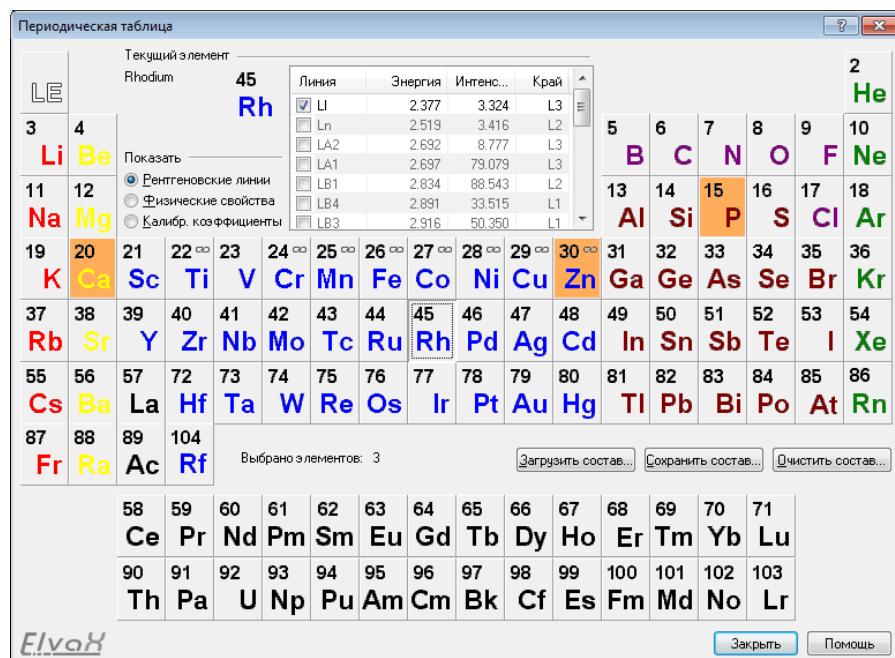 Периодическая таблица
Текущий элемент
Rhodium 45 Rh
Линия Энергия Интенс... Край
Ll 2.377 3.324 L3
Ln 2.519 3.416 L2
LA2 2.692 8.777 L3
LA1 2.697 79.079 L3
LB1 2.834 88.543 L2
LB4 2.891 33.515 L1
LB3 2.916 50.350 L1
Показать
Рентгеновские линии
Физические свойства
Калибр. коэффициенты
LE
2
He
3 4 5 6 7 8 9 10
Li Be B C N O F Ne
11 12 13 14 15 16 17 18
Na Mg Al Si P S Cl Ar
19 20 21 22 ∞ 23 24 ∞ 25 ∞ 26 ∞ 27 ∞ 28 ∞ 29 ∞ 30 ∞ 31 32 33 34 35 36
K Ca Sc Ti V Cr Mn Fe Co Ni Cu Zn Ga Ge As Se Br Kr
37 38 39 40 41 42 43 44 45 46 47 48 49 50 51 52 53 54
Rb Sr Y Zr Nb Mo Tc Ru Rh Pd Ag Cd In Sn Sb Te I Xe
55 56 57 72 73 74 75 76 77 78 79 80 81 82 83 84 85 86
Cs Ba La Hf Ta W Re Os Ir Pt Au Hg Tl Pb Bi Po At Rn
87 88 89 104
Fr Ra Ac Rf
Выбрано элементов: 3
Загрузить состав... Сохранить состав... Очистить состав...
58 59 60 61 62 63 64 65 66 67 68 69 70 71
Ce Pr Nd Pm Sm Eu Gd Tb Dy Ho Er Tm Yb Lu
90 91 92 93 94 95 96 97 98 99 100 101 102 103
Th Pa U Np Pu Am Cm Bk Cf Es Fm Md No Lr
ElvaX
Закрыть Помощь